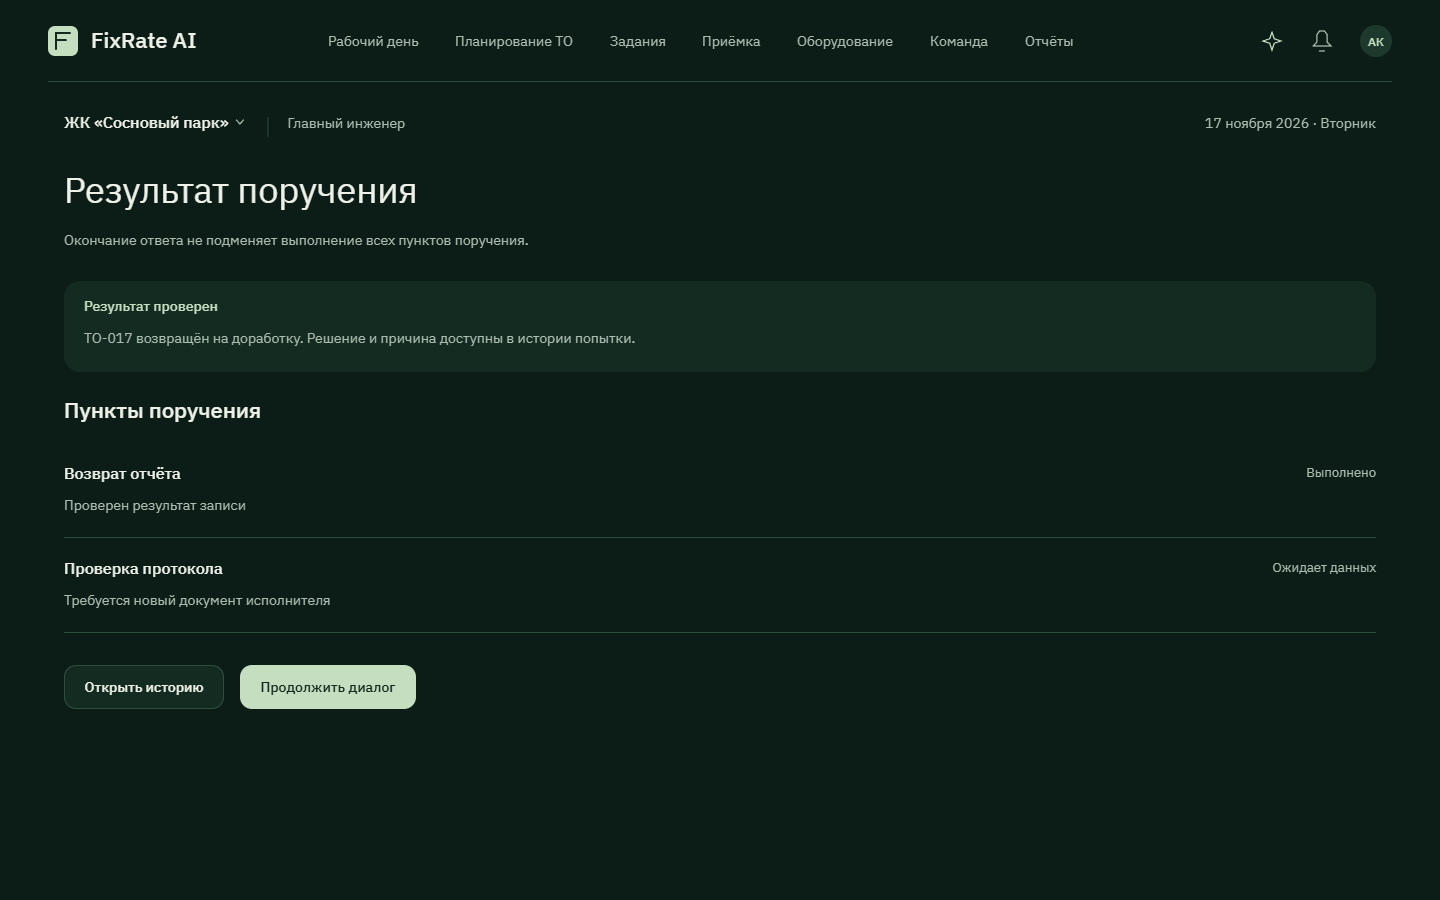 FixRate AI
Рабочий день Планирование ТО Задания Приёмка Оборудование Команда Отчёты
АК
ЖК «Сосновый парк» Главный инженер 17 ноября 2026 · Вторник
Результат поручения
Окончание ответа не подменяет выполнение всех пунктов поручения.
Результат проверен
ТО-017 возвращён на доработку. Решение и причина доступны в истории попытки.
Пункты поручения
Возврат отчёта Выполнено
Проверен результат записи
Проверка протокола Ожидает данных
Требуется новый документ исполнителя
Открыть историю Продолжить диалог